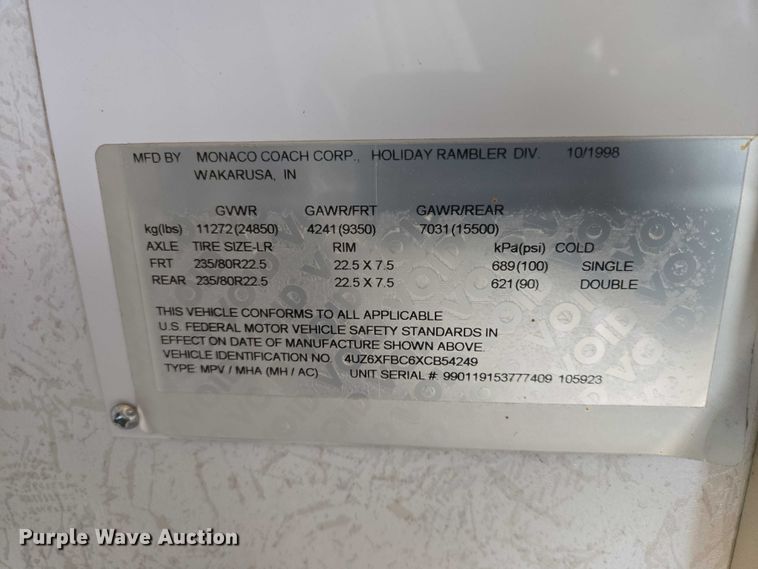 MFD BY MONACO COACH CORP., HOLIDAY RAMBLER DIV. 10/1998
WAKARUSA, IN
GVWR GAWR/FRT GAWR/REAR
kg(lbs) 11272(24850) 4241(9350) 7031(15500)
AXLE TIRE SIZE-LR RIM kPa(psi) COLD
FRT 235/80R22.5 22.5 X 7.5 689(100) SINGLE
REAR 235/80R22.5 22.5 X 7.5 621(90) DOUBLE
THIS VEHICLE CONFORMS TO ALL APPLICABLE
U.S. FEDERAL MOTOR VEHICLE SAFETY STANDARDS IN
EFFECT ON DATE OF MANUFACTURE SHOWN ABOVE.
VEHICLE IDENTIFICATION NO. 4UZ6XFBC6XCB54249
TYPE MPV / MHA (MH / AC) UNIT SERIAL #: 990119153777409 105923
VOID VOID VOID
Purple Wave Auction